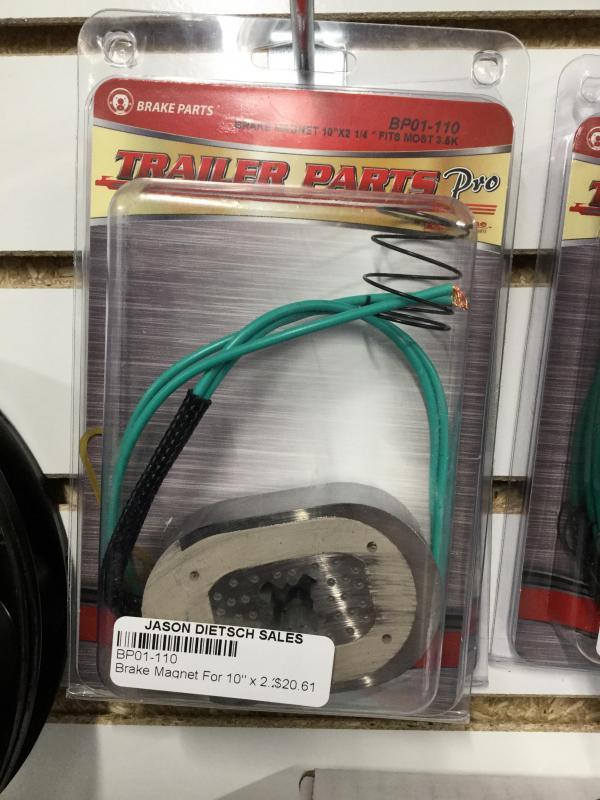 BRAKE PARTS
BP01-110
BRAKE MAGNET 10"X2 1/4 " FITS MOST 3.5K
TRAILER PARTS Pro
JASON DIETSCH SALES
BP01-110
Brake Magnet For 10" x 2.:$20.61